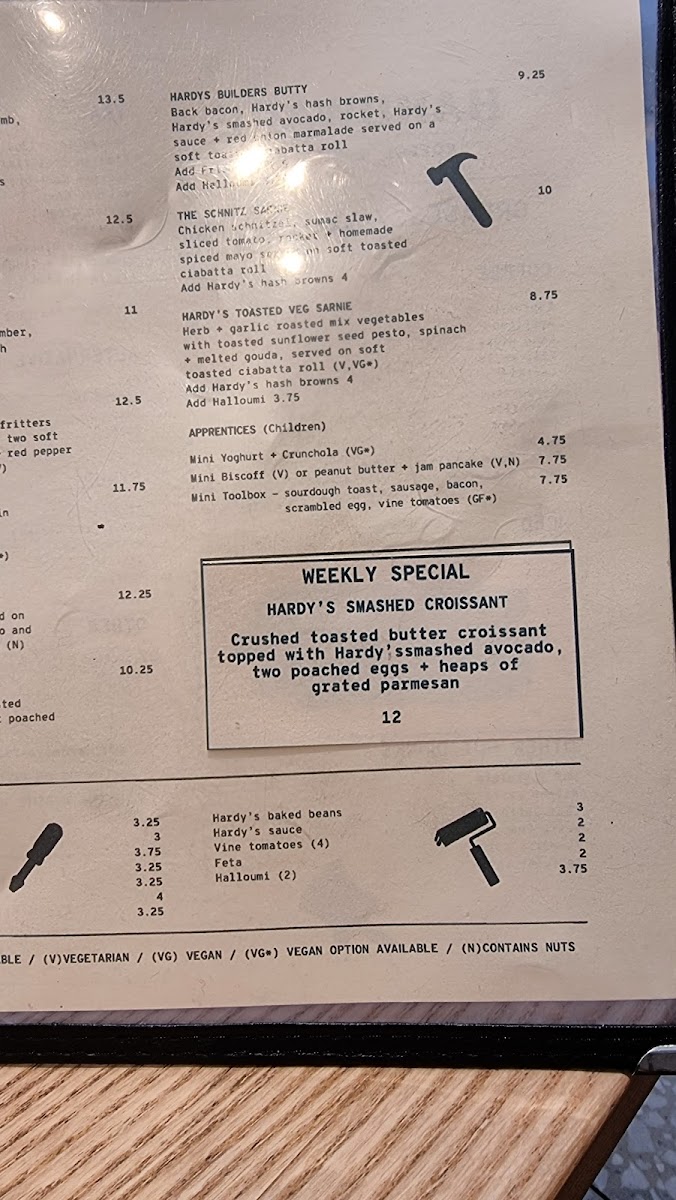 13.5
mb,
s
12.5
11
mber,
h
12.5
fritters
two soft
red pepper
)
11.75
in
*)
12.25
d on
o and
(N)
10.25
sted
poached
HARDYS BUILDERS BUTTY 9.25
Back bacon, Hardy's hash browns,
Hardy's smashed avocado, rocket, Hardy's
sauce + red onion marmalade served on a
soft ciabatta roll
Add
Add
THE SCHNITZ 10
Chicken schnitzel, sumac slaw,
sliced tomato, rocket + homemade
spiced mayo on soft toasted
ciabatta roll
Add Hardy's hash browns 4
HARDY'S TOASTED VEG SARNIE 8.75
Herb + garlic roasted mix vegetables
with toasted sunflower seed pesto, spinach
+ melted gouda, served on soft
toasted ciabatta roll (V,VG*)
Add Hardy's hash browns 4
Add Halloumi 3.75
APPRENTICES (Children)
Mini Yoghurt + Crunchola (VG*) 4.75
Mini Biscoff (V) or peanut butter + jam pancake (V,N) 7.75
Mini Toolbox - sourdough toast, sausage, bacon, 7.75
scrambled egg, vine tomatoes (GF*)
WEEKLY SPECIAL
HARDY'S SMASHED CROISSANT
Crushed toasted butter croissant
topped with Hardy'ssmashed avocado,
two poached eggs + heaps of
grated parmesan
12
3.25
3
3.75
3.25
3.25
4
3.25
Hardy's baked beans 3
Hardy's sauce 2
Vine tomatoes (4) 2
Feta 2
Halloumi (2) 3.75
BLE / (V)VEGETARIAN / (VG) VEGAN / (VG*) VEGAN OPTION AVAILABLE / (N)CONTAINS NUTS